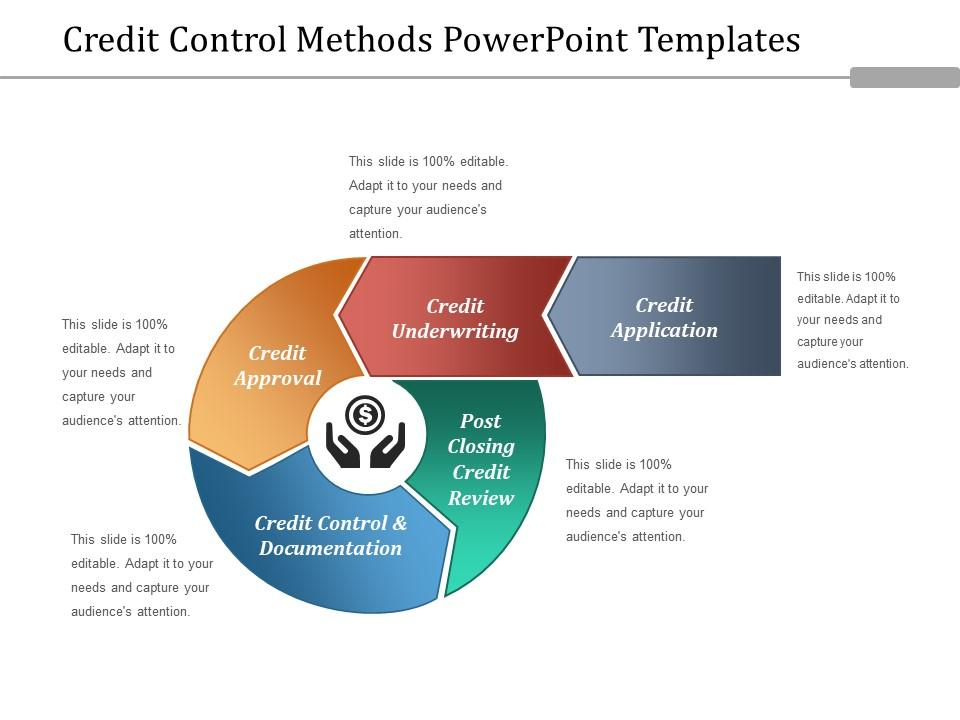 Credit Control Methods PowerPoint Templates
This slide is 100% editable.
Adapt it to your needs and
capture your audience's
attention.
Credit
Application
This slide is 100%
editable. Adapt it to
your needs and
capture your
audience's attention.
Credit
Underwriting
Credit
Approval
This slide is 100%
editable. Adapt it to
your needs and
capture your
audience's attention.
$
Post
Closing
Credit
Review
This slide is 100%
editable. Adapt it to your
needs and capture your
audience's attention.
Credit Control &
Documentation
This slide is 100%
editable. Adapt it to your
needs and capture your
audience's attention.